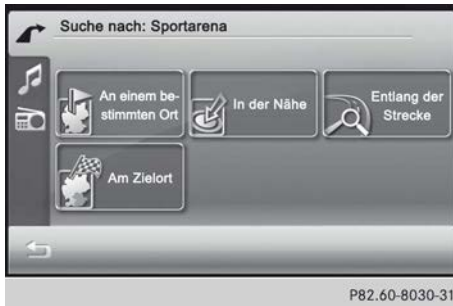 Suche nach: Sportarena
An einem be-
stimmten Ort
In der Nähe
Entlang der
Strecke
Am Zielort
P82.60-8030-31